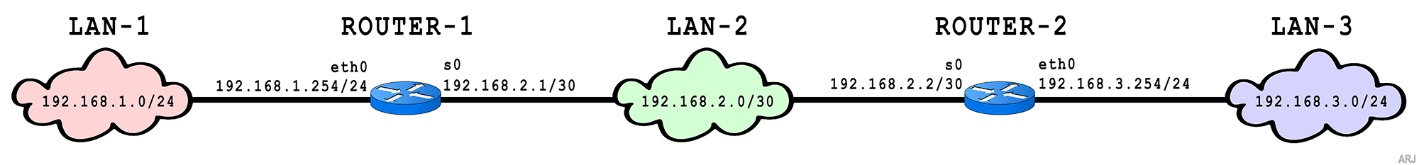 LAN-1 ROUTER-1 LAN-2 ROUTER-2 LAN-3
eth0 s0 s0 eth0
192.168.1.254/24 192.168.2.1/30 192.168.2.2/30 192.168.3.254/24
192.168.1.0/24 192.168.2.0/30 192.168.3.0/24
ARJ